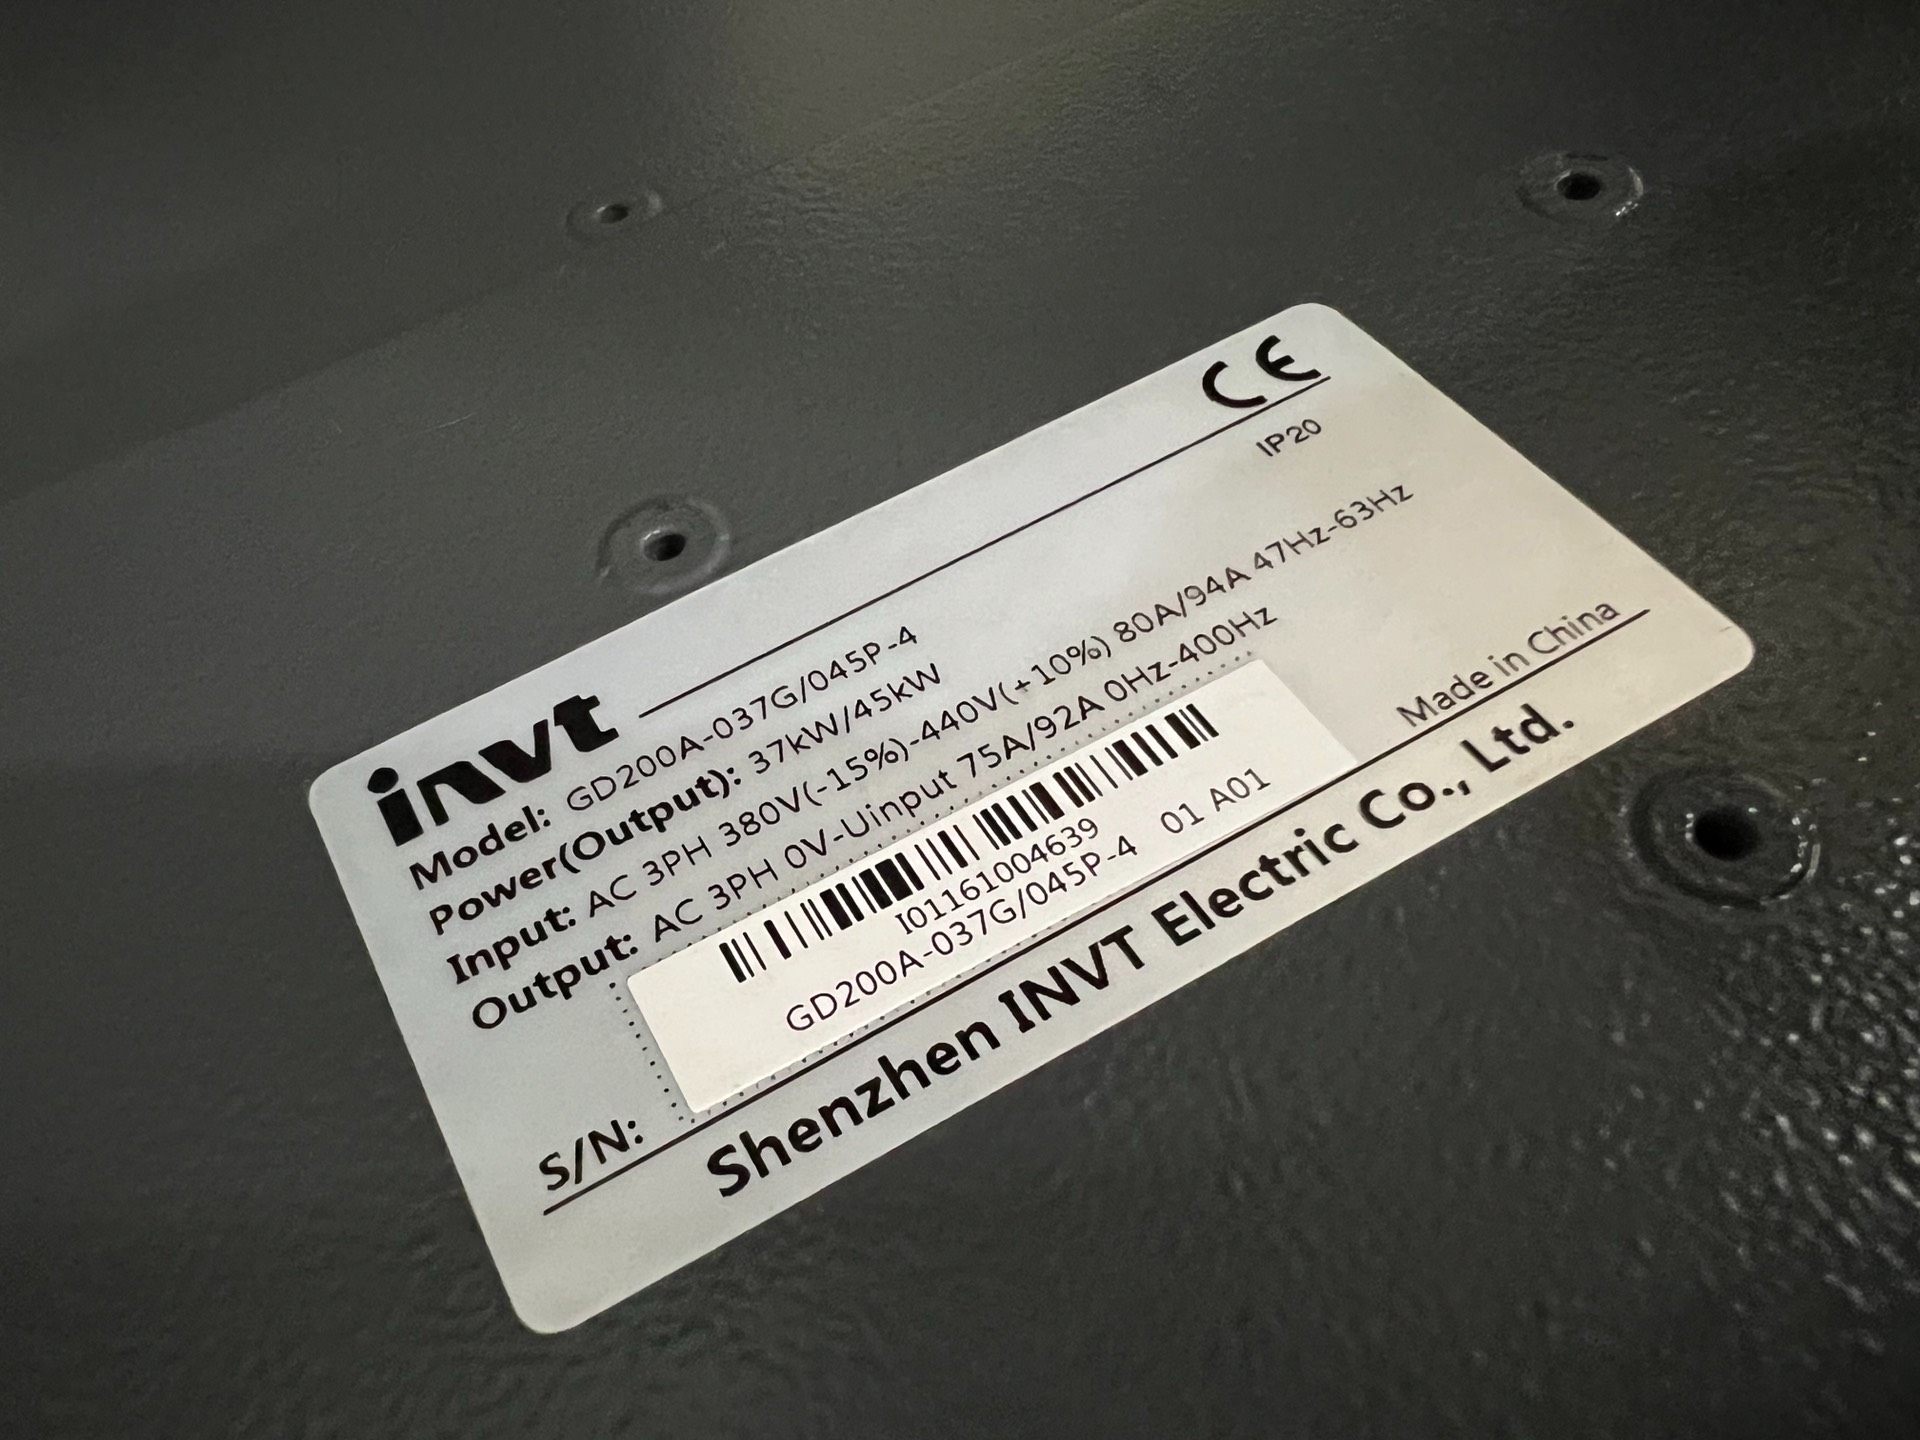 invt
CE
IP20
Model: GD200A-037G/045P-4
Power(Output): 37kW/45kW
Input: AC 3PH 380V(-15%)-440V(+10%) 80A/94A 47Hz-63Hz
Output: AC 3PH 0V-Uinput 75A/92A 0Hz-400Hz
I01161004639
GD200A-037G/045P-4 01 A01
S/N:
Made in China
Shenzhen INVT Electric Co., Ltd.